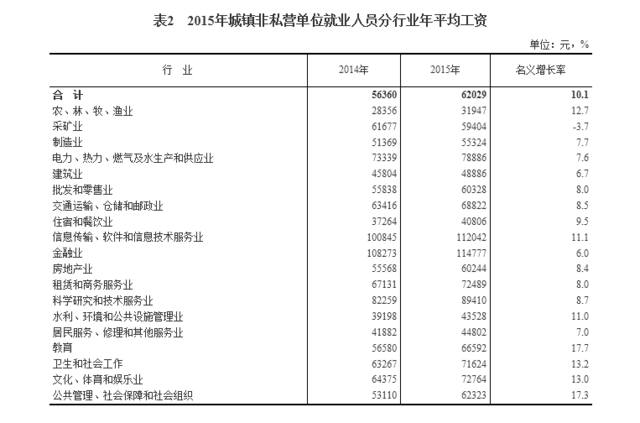 表2 2015年城镇非私营单位就业人员分行业年平均工资
单位：元，%
行 业 2014年 2015年 名义增长率
合 计 56360 62029 10.1
农、林、牧、渔业 28356 31947 12.7
采矿业 61677 59404 -3.7
制造业 51369 55324 7.7
电力、热力、燃气及水生产和供应业 73339 78886 7.6
建筑业 45804 48886 6.7
批发和零售业 55838 60328 8.0
交通运输、仓储和邮政业 63416 68822 8.5
住宿和餐饮业 37264 40806 9.5
信息传输、软件和信息技术服务业 100845 112042 11.1
金融业 108273 114777 6.0
房地产业 55568 60244 8.4
租赁和商务服务业 67131 72489 8.0
科学研究和技术服务业 82259 89410 8.7
水利、环境和公共设施管理业 39198 43528 11.0
居民服务、修理和其他服务业 41882 44802 7.0
教育 56580 66592 17.7
卫生和社会工作 63267 71624 13.2
文化、体育和娱乐业 64375 72764 13.0
公共管理、社会保障和社会组织 53110 62323 17.3